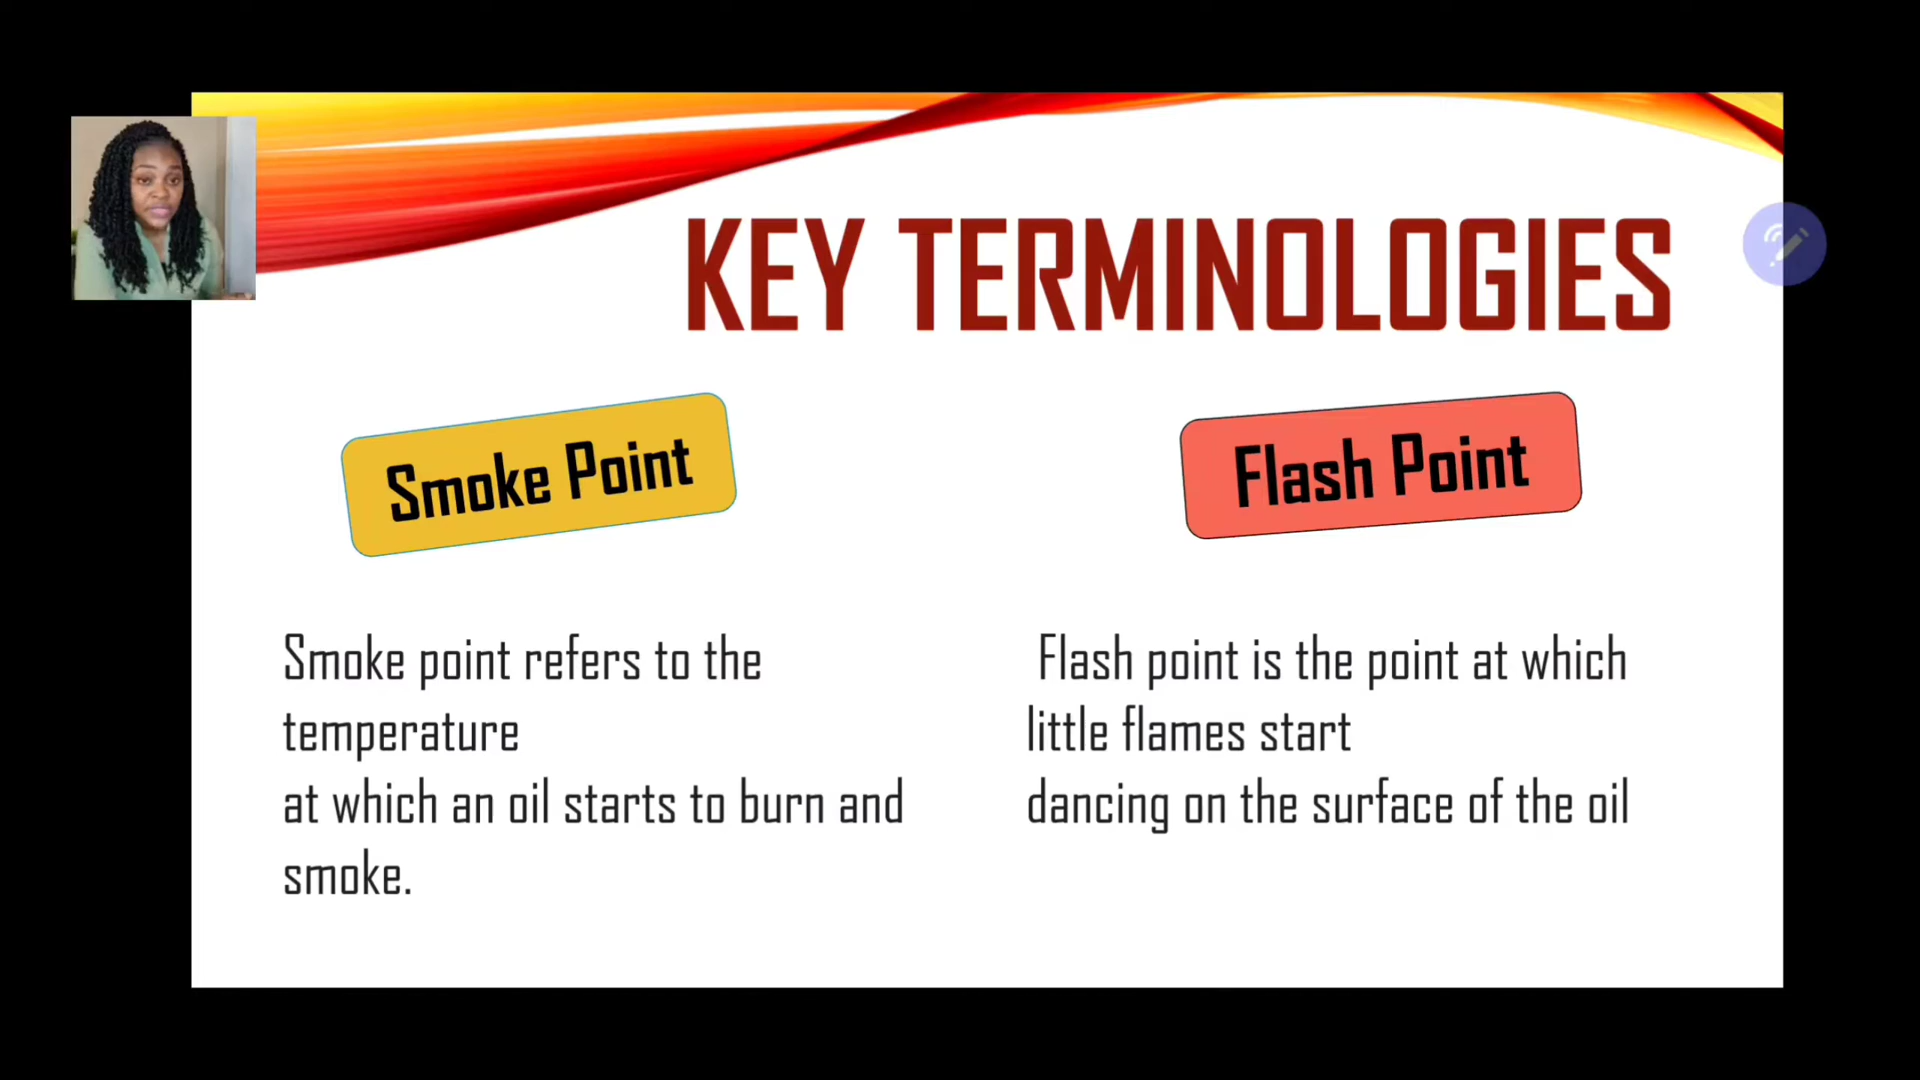 KEY TERMINOLOGIES
Smoke Point
Smoke point refers to the
temperature
at which an oil starts to burn and
smoke.
Flash Point
Flash point is the point at which
little flames start
dancing on the surface of the oil